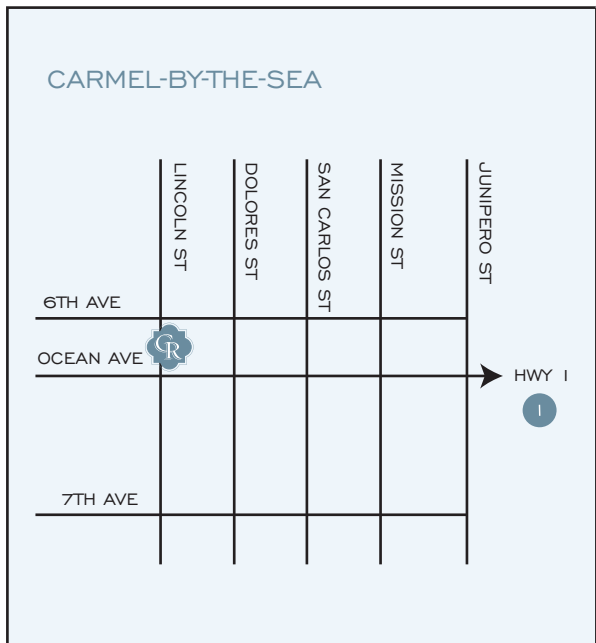 CARMEL-BY-THE-SEA
LINCOLN ST
DOLORES ST
SAN CARLOS ST
MISSION ST
JUNIPERO ST
6TH AVE
CR
OCEAN AVE
HWY 1
1
7TH AVE